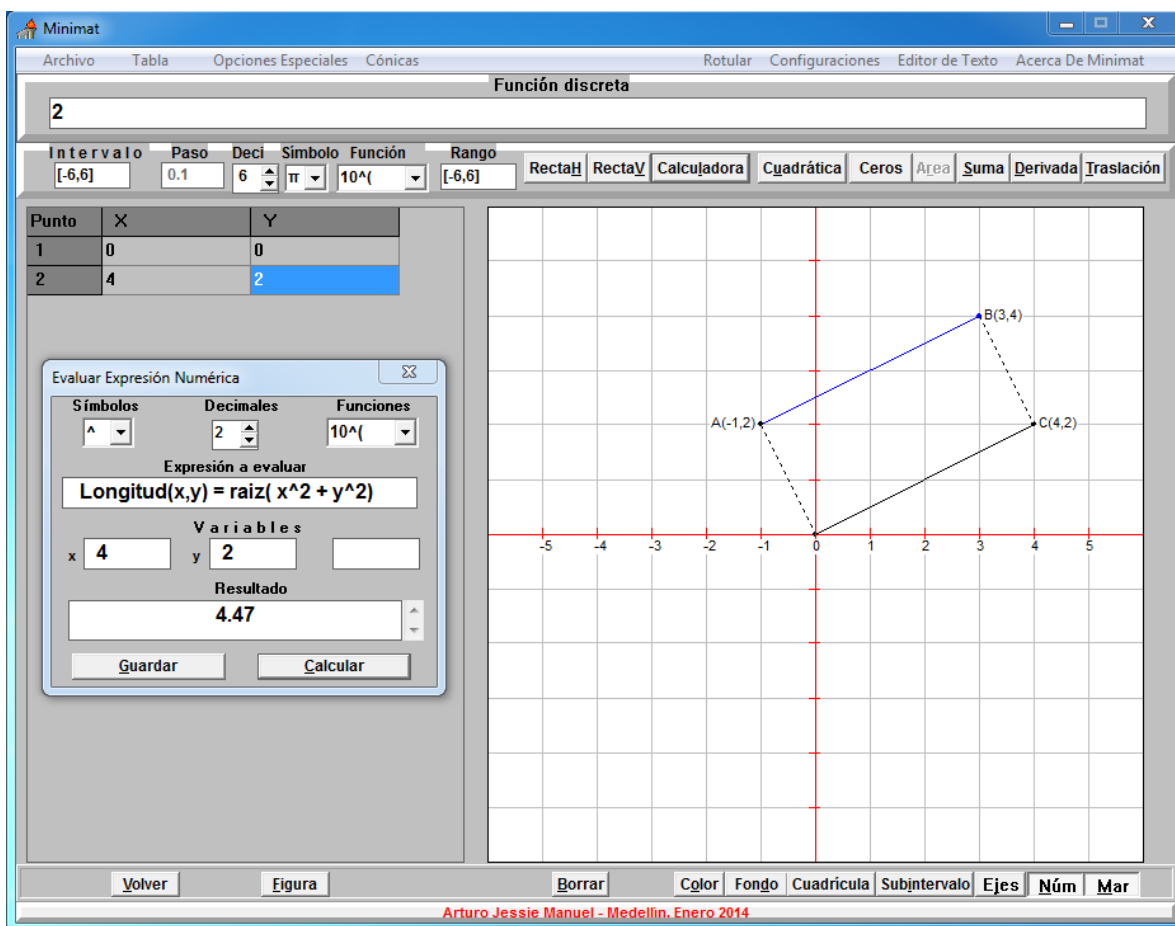 Minimat
Archivo Tabla Opciones Especiales Cónicas Rotular Configuraciones Editor de Texto Acerca De Minimat
Función discreta
2
Intervalo Paso Deci Símbolo Función Rango
[-6,6] 0.1 6 π 10^( [-6,6] RectaH RectaV Calculadora Cuadrática Ceros Area Suma Derivada Traslación
Punto X Y
1 0 0
2 4 2
Evaluar Expresión Numérica
Símbolos Decimales Funciones
^ 2 10^(
Expresión a evaluar
Longitud(x,y) = raiz( x^2 + y^2)
Variables
x 4 y 2
Resultado
4.47
Guardar Calcular
B(3,4)
A(-1,2) C(4,2)
-5 -4 -3 -2 -1 0 1 2 3 4 5
Volver Figura Borrar Color Fondo Cuadrícula Subintervalo Ejes Núm Mar
Arturo Jessie Manuel - Medellín, Enero 2014